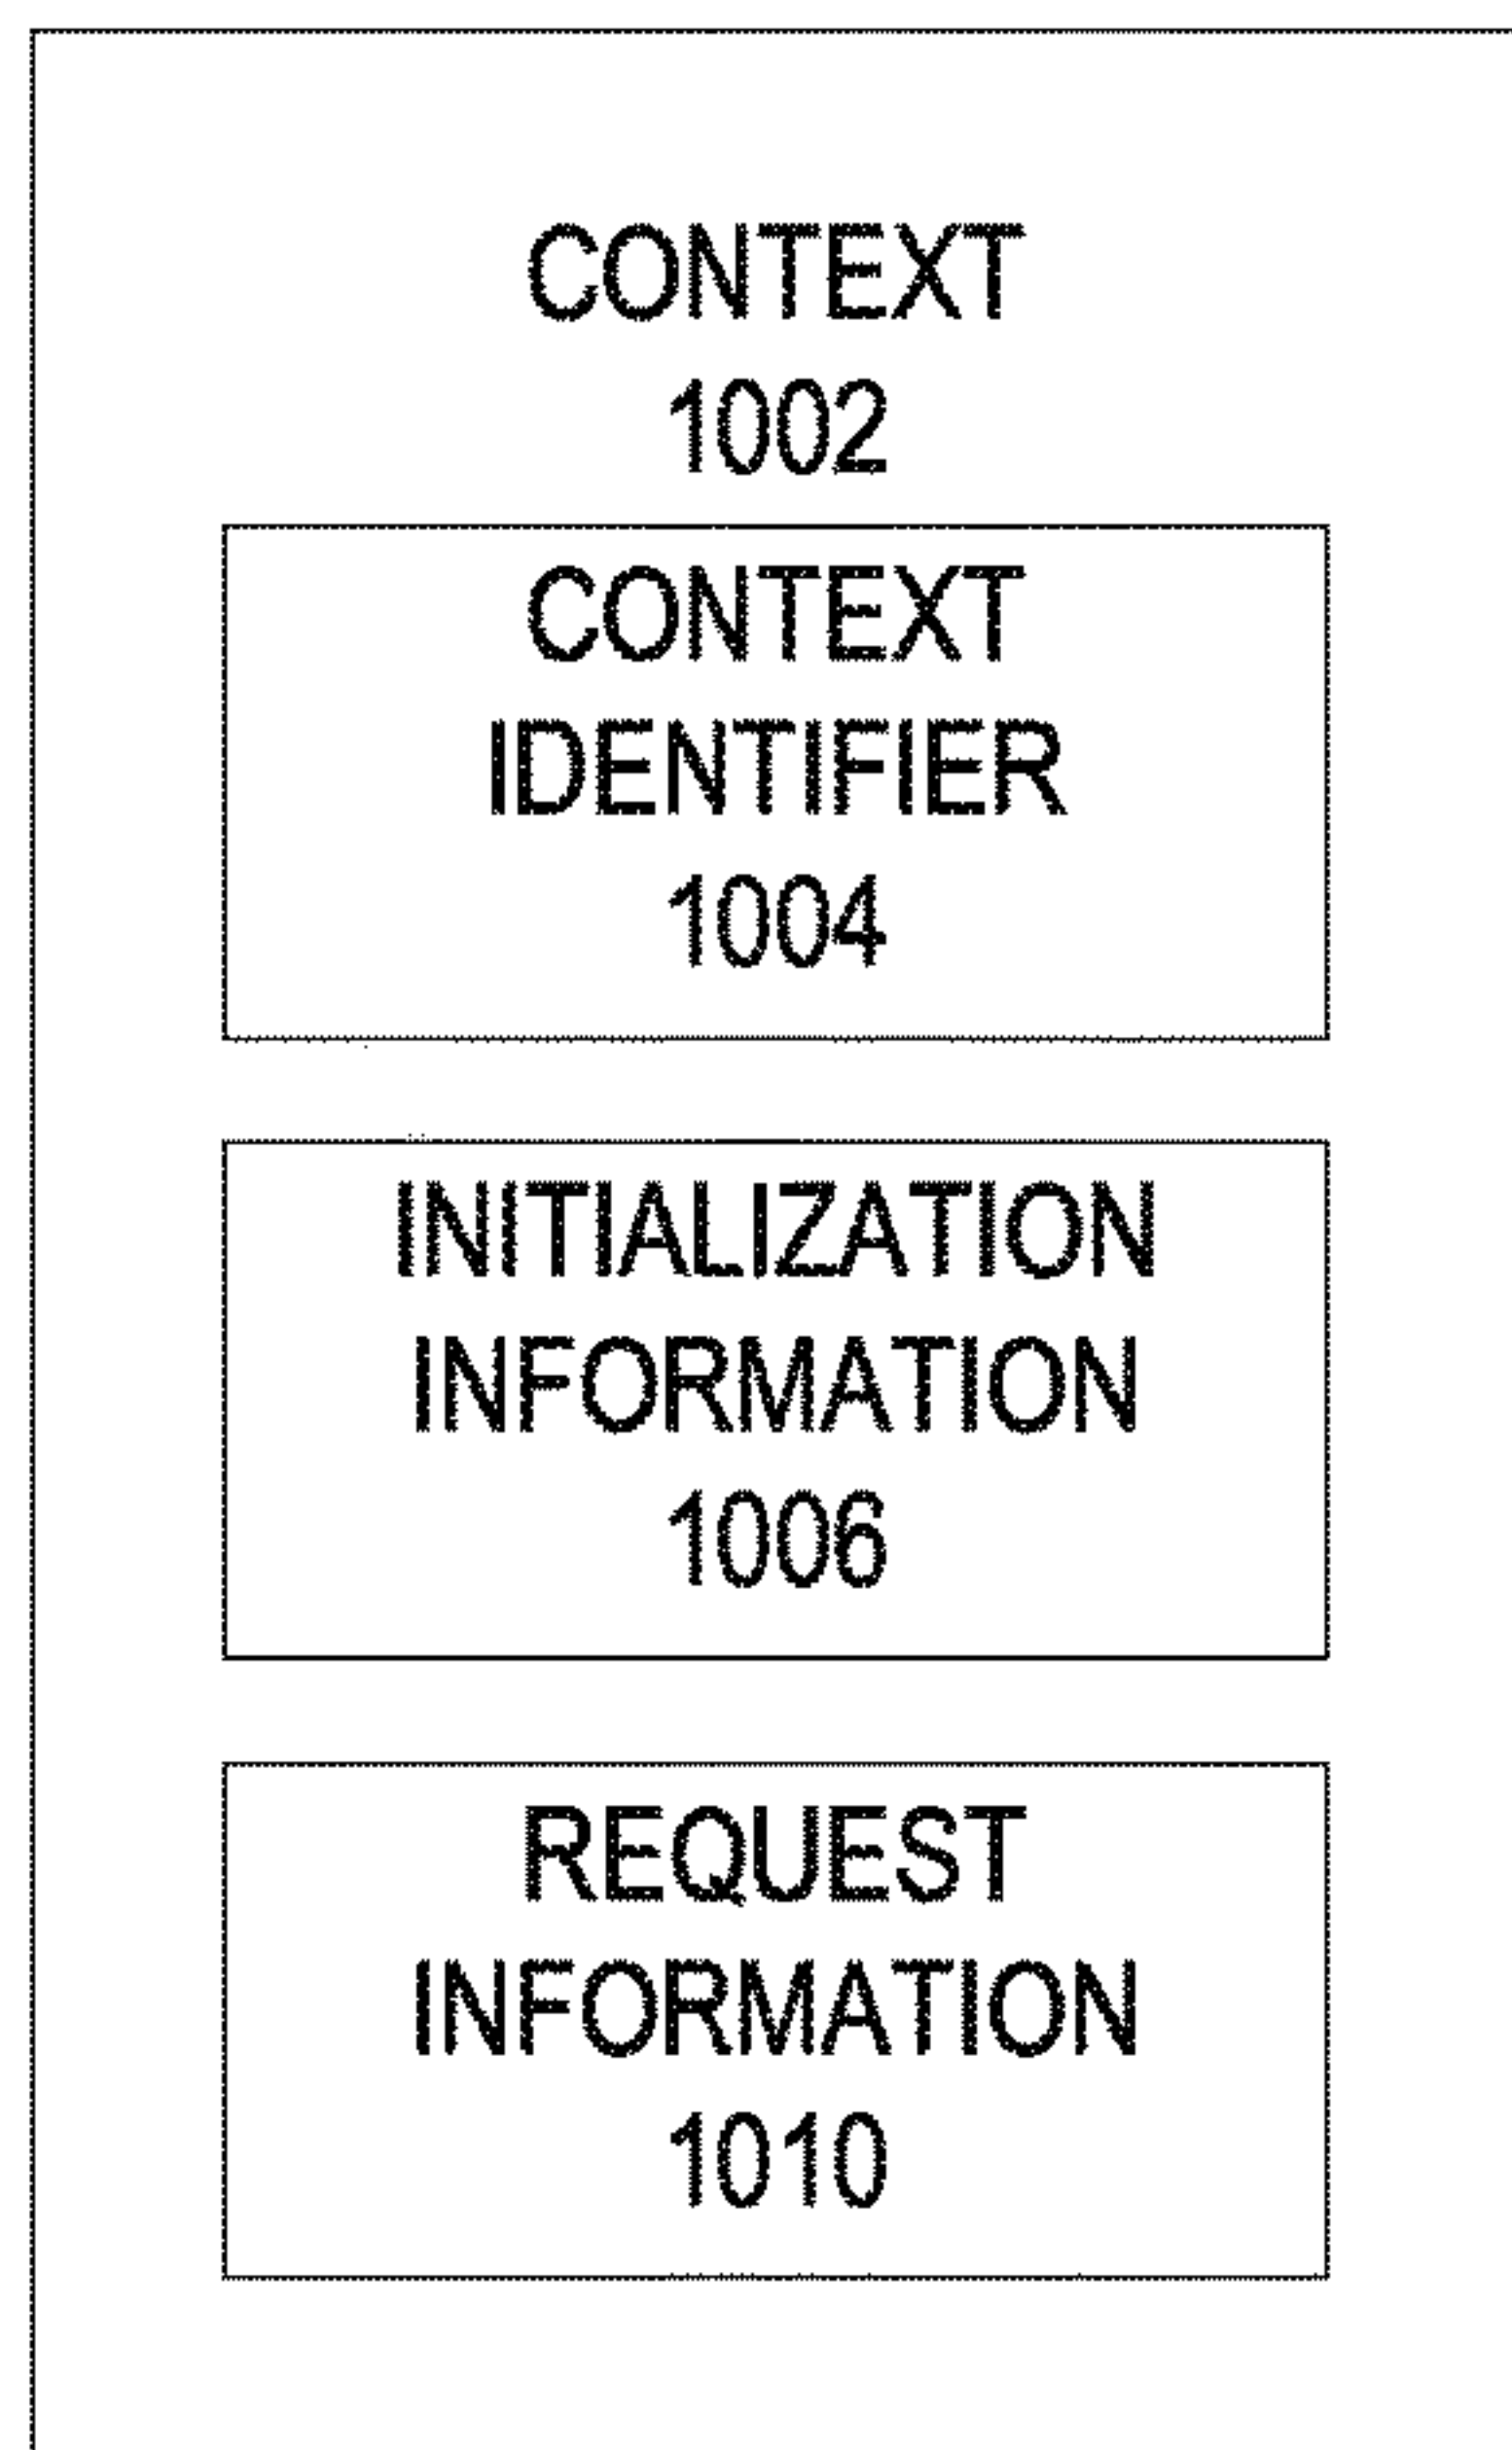 CONTEXT
1002
CONTEXT
IDENTIFIER
1004
INITIALIZATION
INFORMATION
1006
REQUEST
INFORMATION
1010